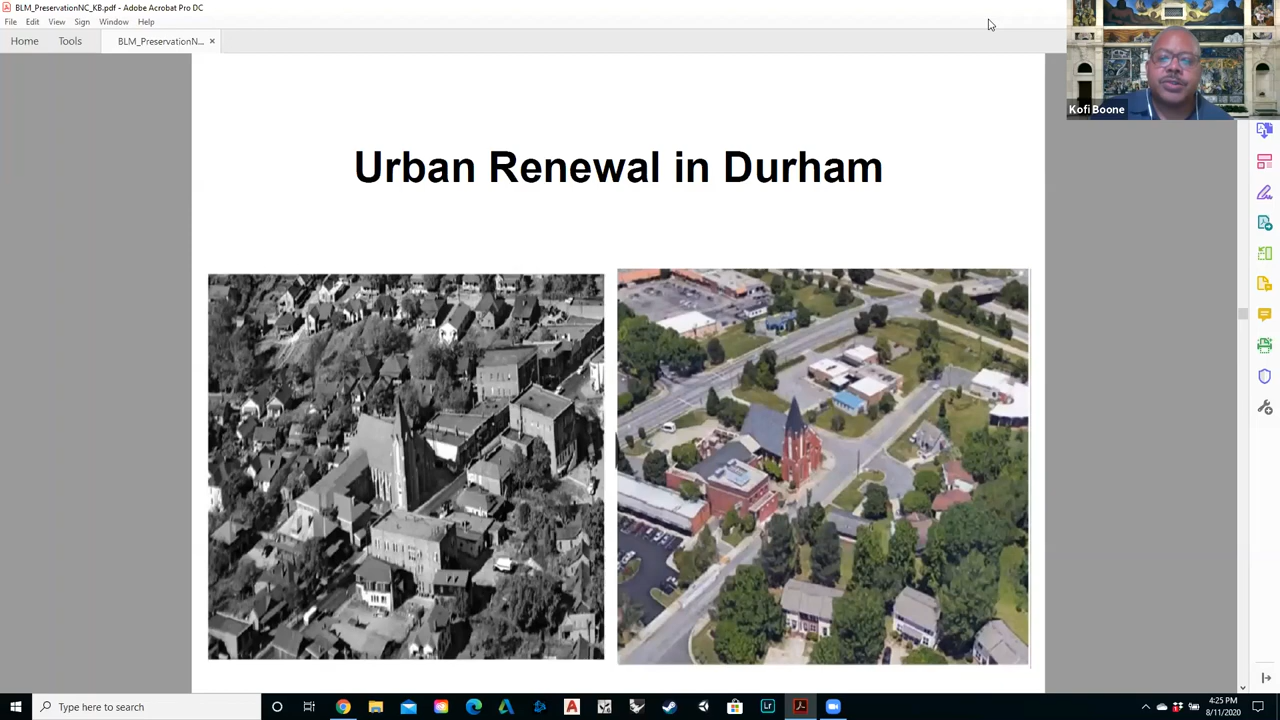 BLM_PreservationNC_KB.pdf - Adobe Acrobat Pro DC
File Edit View Sign Window Help
Home Tools BLM_PreservationN... ×
Kofi Boone
Urban Renewal in Durham
Type here to search
Lr
4:25 PM
8/11/2020